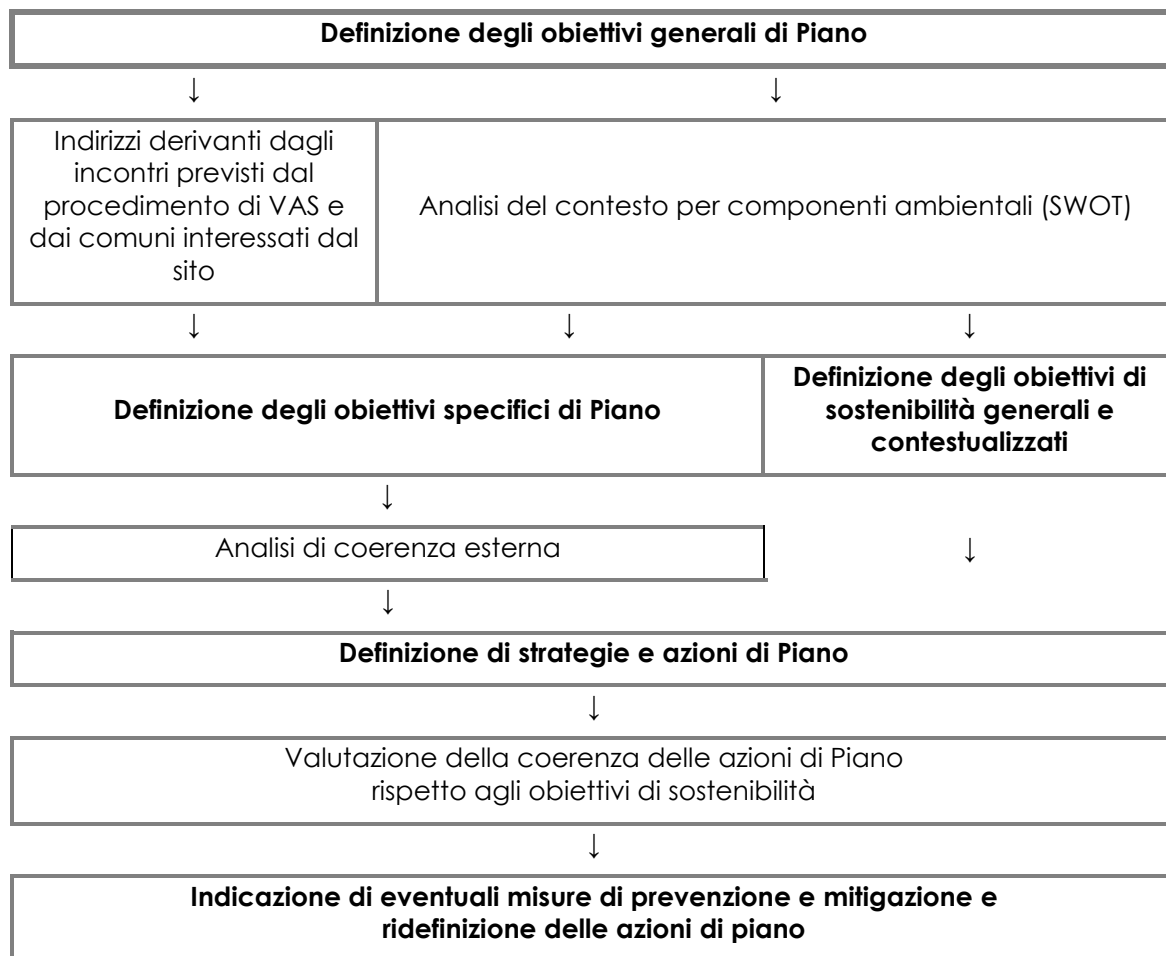 Definizione degli obiettivi generali di Piano
↓ ↓
Indirizzi derivanti dagli
incontri previsti dal
procedimento di VAS e
dai comuni interessati dal
sito
Analisi del contesto per componenti ambientali (SWOT)
↓ ↓ ↓
Definizione degli obiettivi specifici di Piano
Definizione degli obiettivi di
sostenibilità generali e
contestualizzati
↓
Analisi di coerenza esterna
↓
↓
Definizione di strategie e azioni di Piano
↓
Valutazione della coerenza delle azioni di Piano
rispetto agli obiettivi di sostenibilità
↓
Indicazione di eventuali misure di prevenzione e mitigazione e
ridefinizione delle azioni di piano